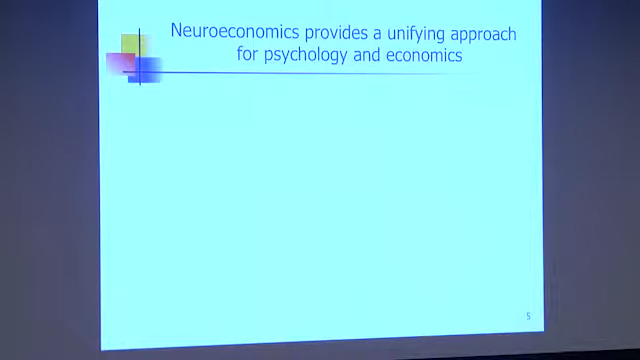 Neuroeconomics provides a unifying approach
for psychology and economics
5